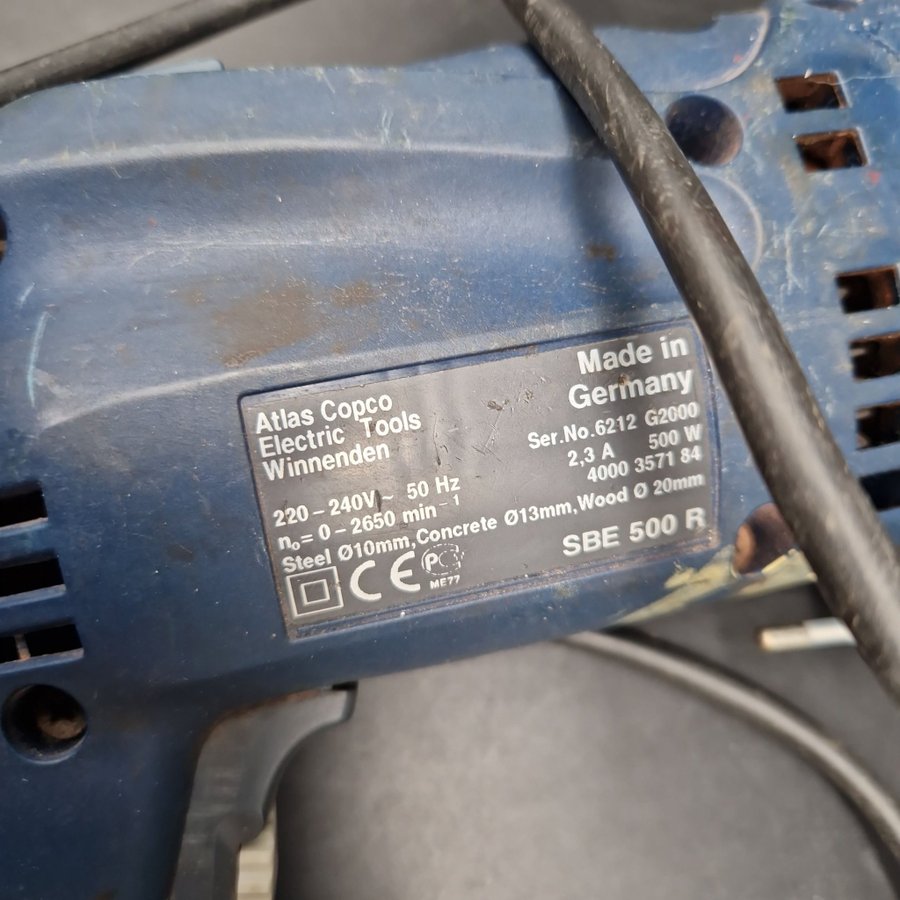 Atlas Copco
Electric Tools
Winnenden
Made in
Germany
Ser.No.6212 G2000
220 – 240V ~ 50 Hz
2,3 A 500 W
n₀= 0 – 2650 min⁻¹
4000 3571 84
Steel Ø10mm, Concrete Ø13mm, Wood Ø 20mm
CE
PC
ME77
SBE 500 R